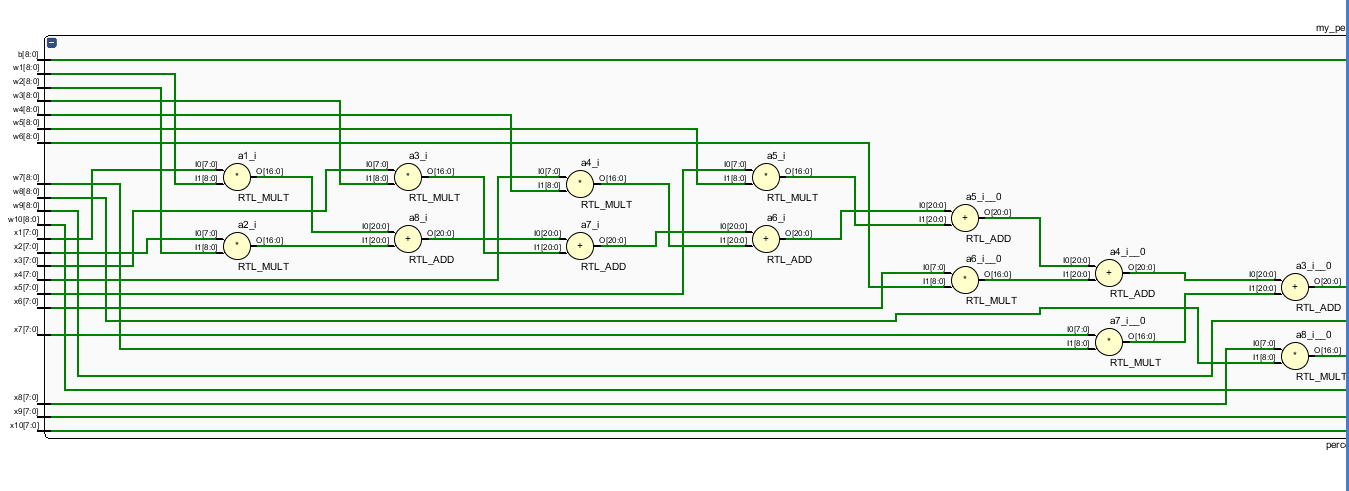 my_pe
b[8:0]
w1[8:0]
w2[8:0]
w3[8:0]
w4[8:0]
w5[8:0]
w6[8:0]
w7[8:0]
w8[8:0]
w9[8:0]
w10[8:0]
x1[7:0]
x2[7:0]
x3[7:0]
x4[7:0]
x5[7:0]
x6[7:0]
x7[7:0]
x8[7:0]
x9[7:0]
x10[7:0]
a1_i
I0[7:0]
I1[8:0]
*
O[16:0]
RTL_MULT
a2_i
I0[7:0]
I1[8:0]
*
O[16:0]
RTL_MULT
a3_i
I0[7:0]
I1[8:0]
*
O[16:0]
RTL_MULT
a8_i
I0[20:0]
I1[20:0]
+
O[20:0]
RTL_ADD
a4_i
I0[7:0]
I1[8:0]
*
O[16:0]
RTL_MULT
a7_i
I0[20:0]
I1[20:0]
+
O[20:0]
RTL_ADD
a5_i
I0[7:0]
I1[8:0]
*
O[16:0]
RTL_MULT
a6_i
I0[20:0]
I1[20:0]
+
O[20:0]
RTL_ADD
a5_i__0
I0[20:0]
I1[20:0]
+
O[20:0]
RTL_ADD
a6_i__0
I0[7:0]
I1[8:0]
*
O[16:0]
RTL_MULT
a4_i__0
I0[20:0]
I1[20:0]
+
O[20:0]
RTL_ADD
a7_i__0
I0[7:0]
I1[8:0]
*
O[16:0]
RTL_MULT
a3_i__0
I0[20:0]
I1[20:0]
+
O[20:0]
RTL_ADD
a8_i__0
I0[7:0]
I1[8:0]
*
O[16:0]
RTL_MULT
perc